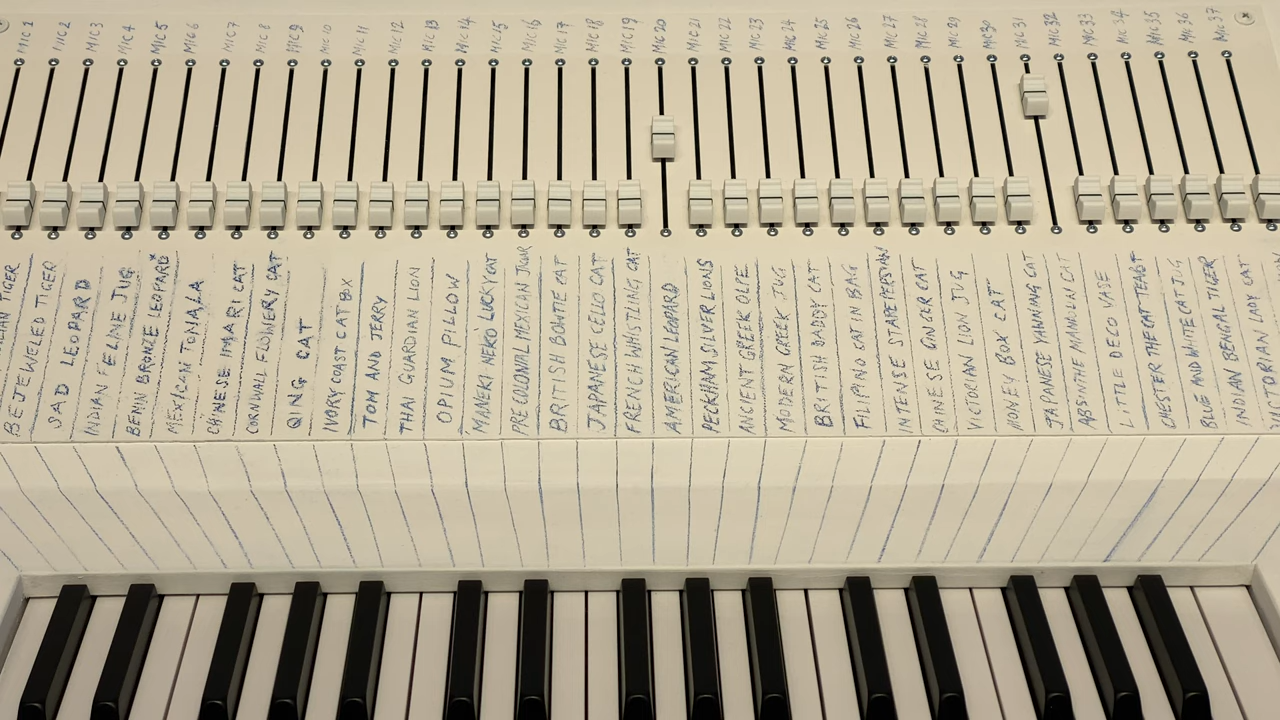 MIC 1
MIC 2
MIC 3
MIC 4
MIC 5
MIC 6
MIC 7
MIC 8
MIC 9
MIC 10
MIC 11
MIC 12
MIC 13
MIC 14
MIC 15
MIC 16
MIC 17
MIC 18
MIC 19
MIC 20
MIC 21
MIC 22
MIC 23
MIC 24
MIC 25
MIC 26
MIC 27
MIC 28
MIC 29
MIC 30
MIC 31
MIC 32
MIC 33
MIC 34
MIC 35
MIC 36
MIC 37
TIGER
BEJEWELED TIGER
SAD LEOPARD
INDIAN FELINE JUG
BENIN BRONZE LEOPARD
MEXICAN TONALA
CHINESE IMARI CAT
CORNWALL FLOWERY CAT
QING CAT
IVORY COAST CAT BOX
TOM AND JERRY
THAI GUARDIAN LION
OPIUM PILLOW
MANEKI NEKO LUCKY CAT
PRE COLONIAL MEXICAN JUG
BRITISH BOWTIE CAT
JAPANESE CELLO CAT
FRENCH WHISTLING CAT
AMERICAN LEOPARD
PECKHAM SILVER LIONS
ANCIENT GREEK OLPE
MODERN GREEK JUG
BRITISH DADDY CAT
FILIPINO CAT IN BAG
INTENSE STARE PERSIAN
CHINESE GINGER CAT
VICTORIAN LION JUG
MONEY BOX CAT
JAPANESE YAWNING CAT
ABSINTHE MANOLIN CAT
LITTLE DECO VASE
CHESTER THE CAT TEAPOT
BLUE AND WHITE CAT JUG
INDIAN BENGAL TIGER
VICTORIAN LADY CAT